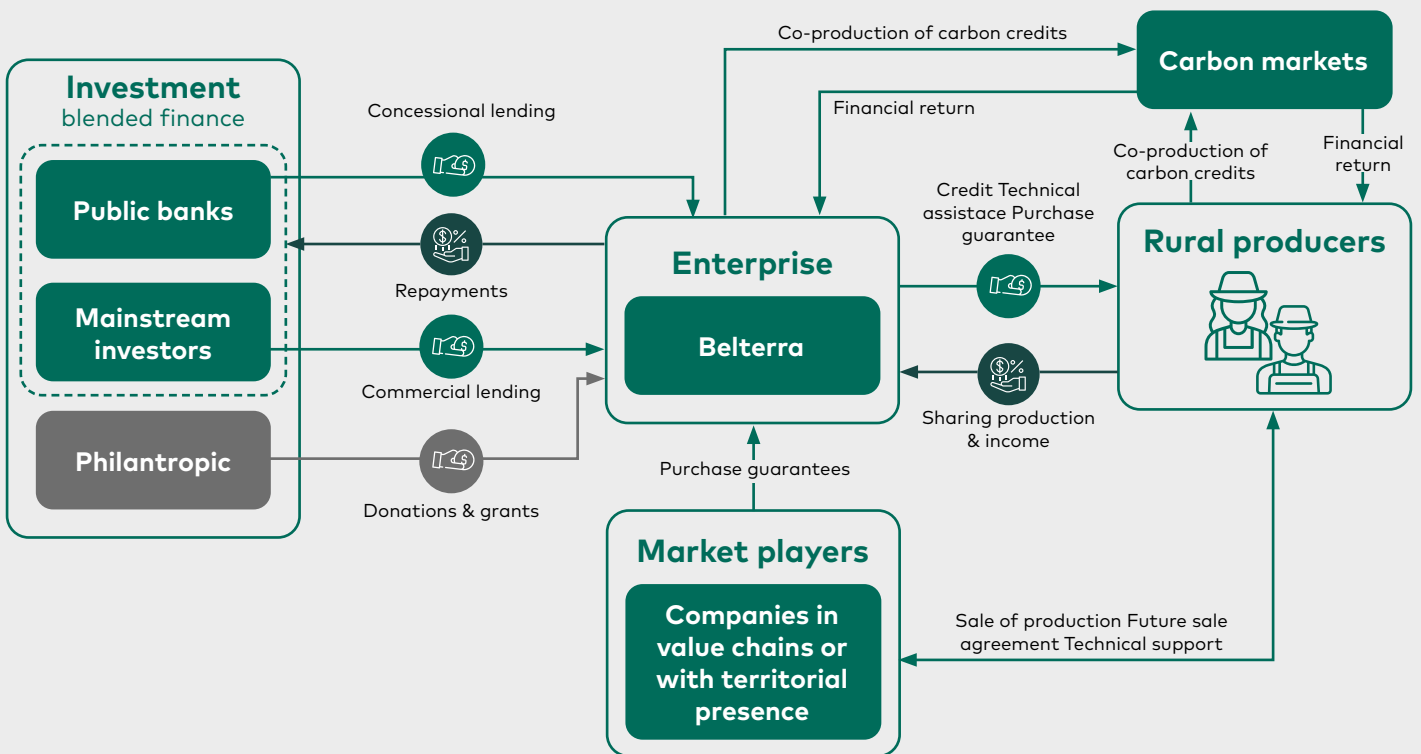 Investment
blended finance
Public banks
Mainstream
investors
Philantropic
Concessional lending
Repayments
Commercial lending
Donations & grants
Enterprise
Belterra
Purchase guarantees
Market players
Companies in
value chains or
with territorial
presence
Co-production of carbon credits
Financial return
Carbon markets
Co-production of
carbon credits
Financial
return
Credit Technical
assistace Purchase
guarantee
Rural producers
Sharing production
& income
Sale of production Future sale
agreement Technical support